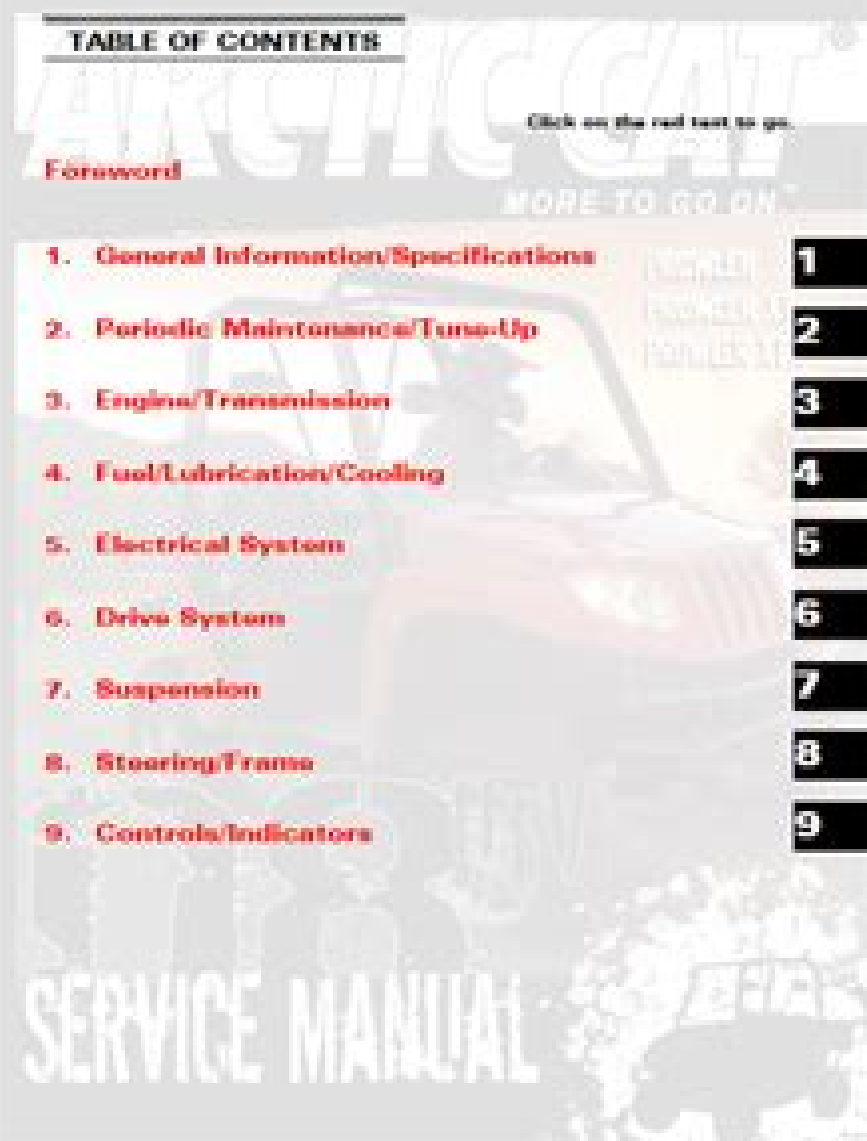 TABLE OF CONTENTS
ARCTIC CAT®
Click on the red text to go.
Foreword
MORE TO GO ON™
1. General Information/Specifications 1
2. Periodic Maintenance/Tune-Up 2
3. Engine/Transmission 3
4. Fuel/Lubrication/Cooling 4
5. Electrical System 5
6. Drive System 6
7. Suspension 7
8. Steering/Frame 8
9. Controls/Indicators 9
SERVICE MANUAL